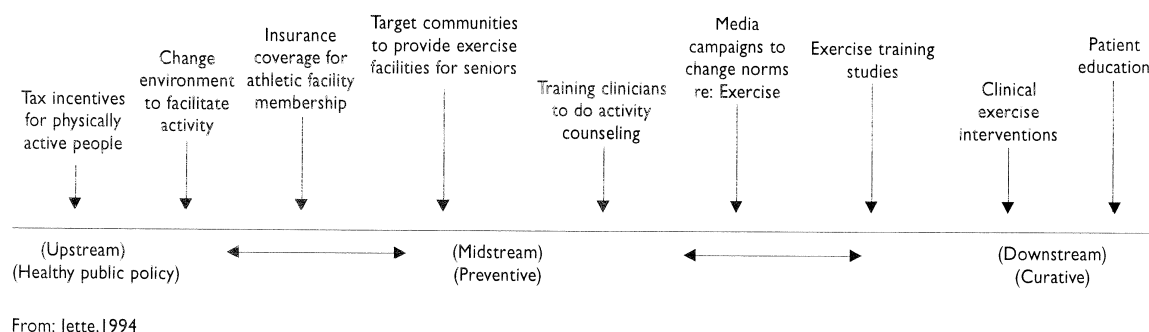 Tax incentives
for physically
active people
Change
environment
to facilitate
activity
Insurance
coverage for
athletic facility
membership
Target communities
to provide exercise
facilities for seniors
Training clinicians
to do activity
counseling
Media
campaigns to
change norms
re: Exercise
Exercise training
studies
Clinical
exercise
interventions
Patient
education
(Upstream)
(Healthy public policy)
(Midstream)
(Preventive)
(Downstream)
(Curative)
From: Jette,1994